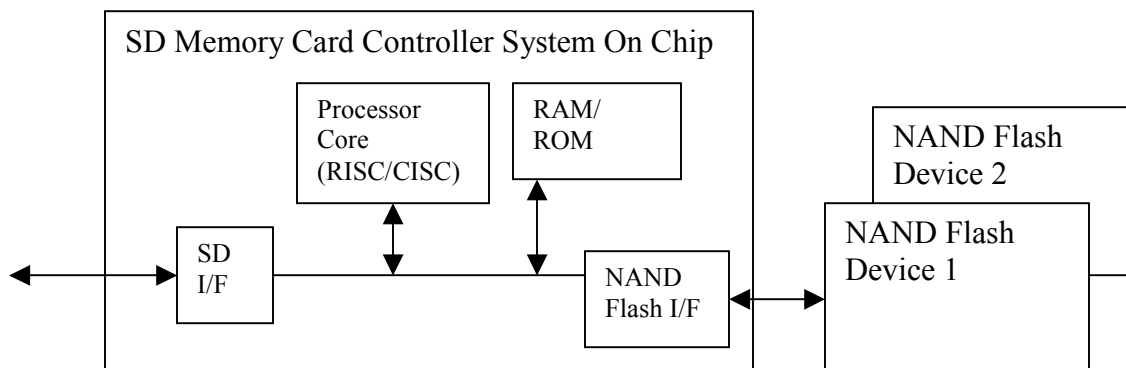 SD Memory Card Controller System On Chip
Processor
Core
(RISC/CISC)
RAM/
ROM
NAND Flash
Device 2
NAND Flash
Device 1
SD
I/F
NAND
Flash I/F